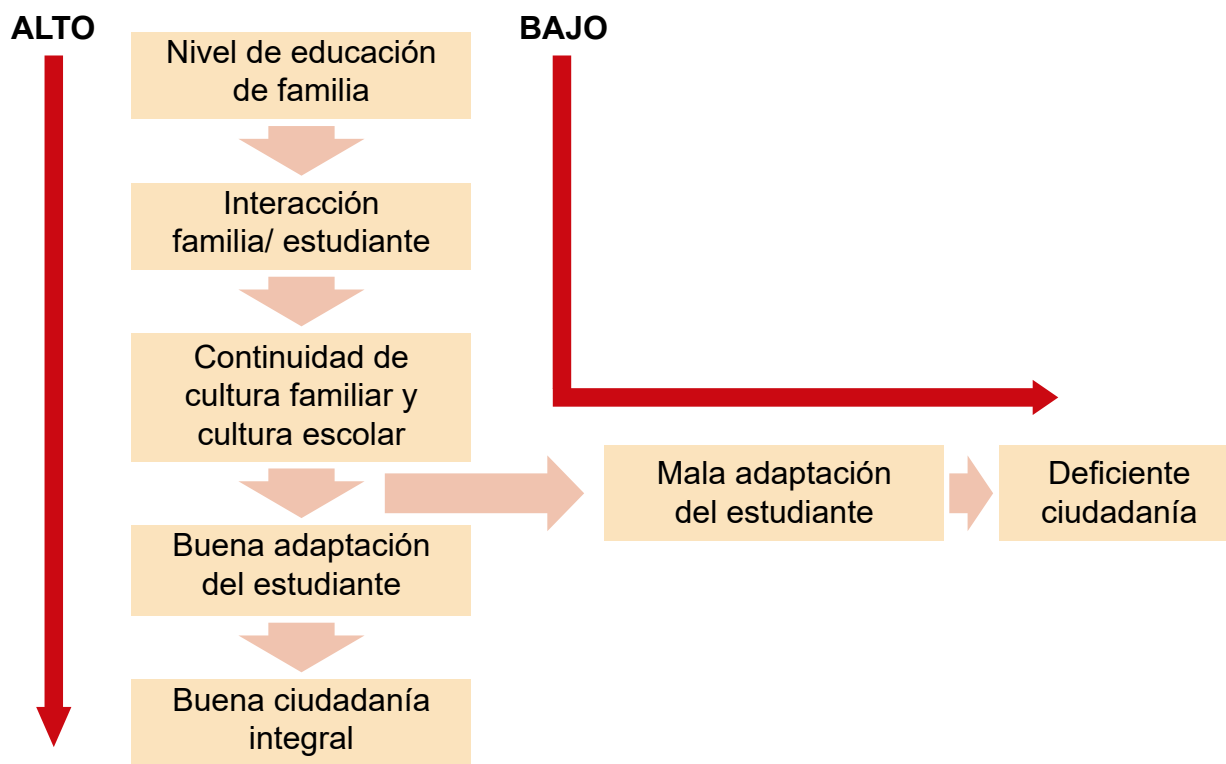 ALTO
BAJO
Nivel de educación
de familia
Interacción
familia/ estudiante
Continuidad de
cultura familiar y
cultura escolar
Mala adaptación
del estudiante
Deficiente
ciudadanía
Buena adaptación
del estudiante
Buena ciudadanía
integral